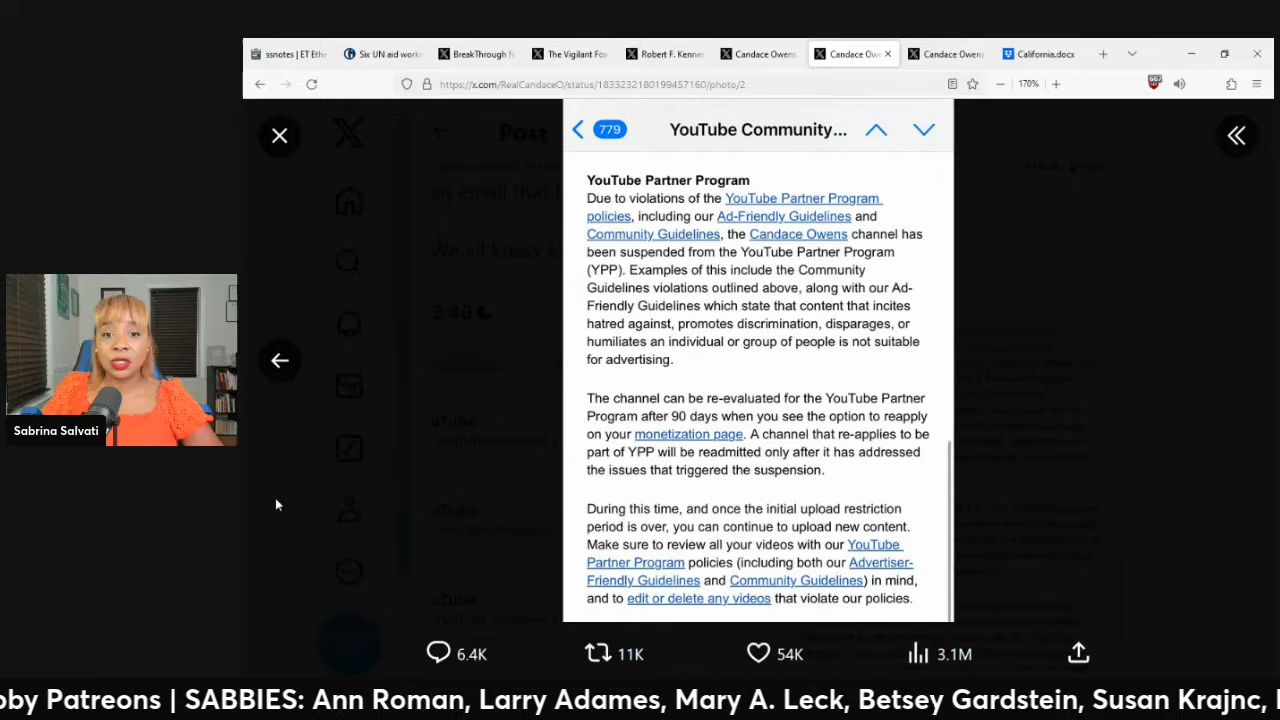 ssnotes | ET Ethe
Six UN aid worke
BreakThrough N
The Vigilant Fox
Robert F. Kenned
Candace Owens
Candace Owe
Candace Owens
California.docx
https://x.com/RealCandaceO/status/1833232180199457160/photo/2
170%
667
779
YouTube Community...
Post
YouTube Partner Program
Due to violations of the YouTube Partner Program
policies, including our Ad-Friendly Guidelines and
Community Guidelines, the Candace Owens channel has
been suspended from the YouTube Partner Program
(YPP). Examples of this include the Community
Guidelines violations outlined above, along with our Ad-
Friendly Guidelines which state that content that incites
hatred against, promotes discrimination, disparages, or
humiliates an individual or group of people is not suitable
for advertising.
The channel can be re-evaluated for the YouTube Partner
Program after 90 days when you see the option to reapply
on your monetization page. A channel that re-applies to be
part of YPP will be readmitted only after it has addressed
the issues that triggered the suspension.
During this time, and once the initial upload restriction
period is over, you can continue to upload new content.
Make sure to review all your videos with our YouTube
Partner Program policies (including both our Advertiser-
Friendly Guidelines and Community Guidelines) in mind,
and to edit or delete any videos that violate our policies.
Sabrina Salvati
6.4K
11K
54K
3.1M
oby Patreons | SABBIES: Ann Roman, Larry Adames, Mary A. Leck, Betsey Gardstein, Susan Krajnc,